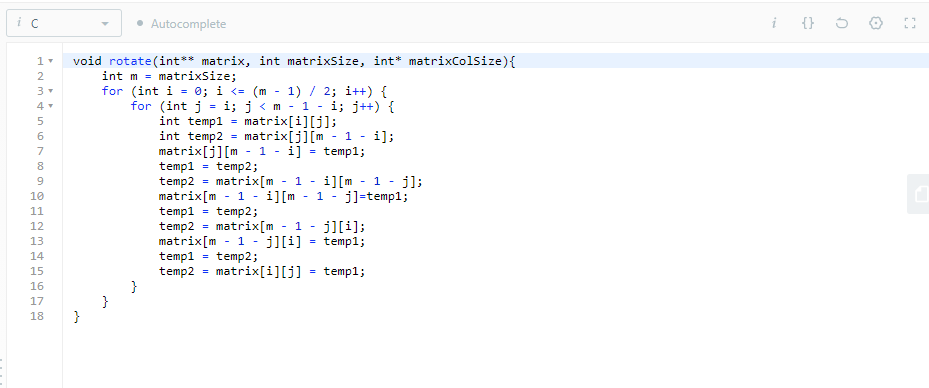 i C Autocomplete i {}
1 void rotate(int** matrix, int matrixSize, int* matrixColSize){
2     int m = matrixSize;
3     for (int i = 0; i <= (m - 1) / 2; i++) {
4         for (int j = i; j < m - 1 - i; j++) {
5             int temp1 = matrix[i][j];
6             int temp2 = matrix[j][m - 1 - i];
7             matrix[j][m - 1 - i] = temp1;
8             temp1 = temp2;
9             temp2 = matrix[m - 1 - i][m - 1 - j];
10             matrix[m - 1 - i][m - 1 - j]=temp1;
11             temp1 = temp2;
12             temp2 = matrix[m - 1 - j][i];
13             matrix[m - 1 - j][i] = temp1;
14             temp1 = temp2;
15             temp2 = matrix[i][j] = temp1;
16         }
17     }
18 }